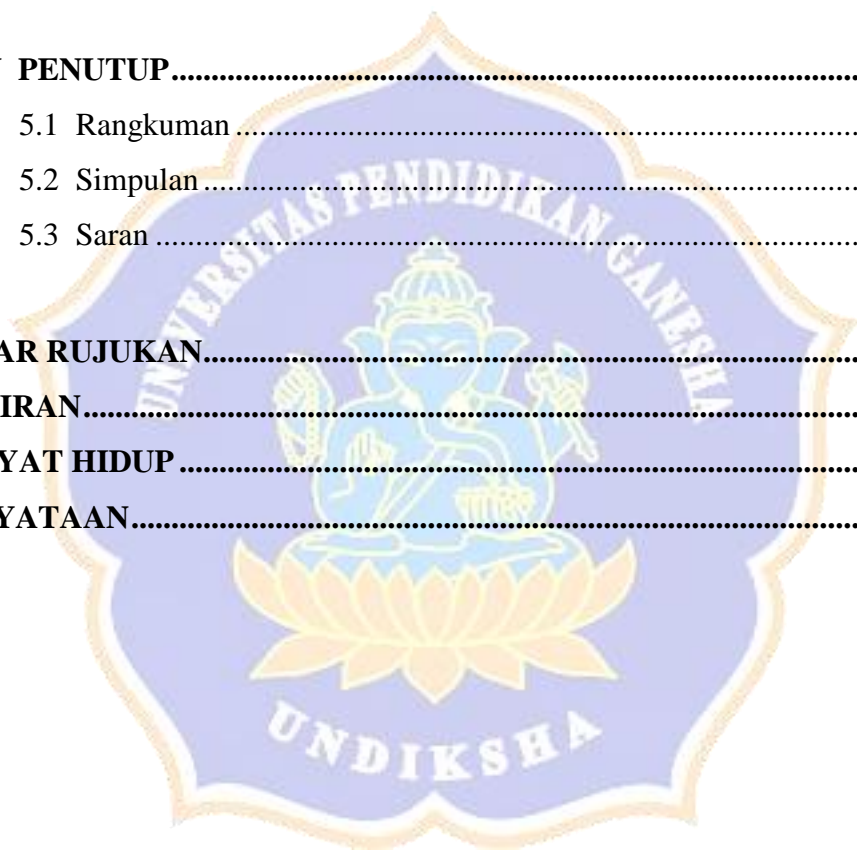 PENUTUP
5.1 Rangkuman
5.2 Simpulan
5.3 Saran
UNIVERSITAS PENDIDIKAN GANESHA
AR RUJUKAN
IRAN
YAT HIDUP
YATAAN
UNDIKSHA